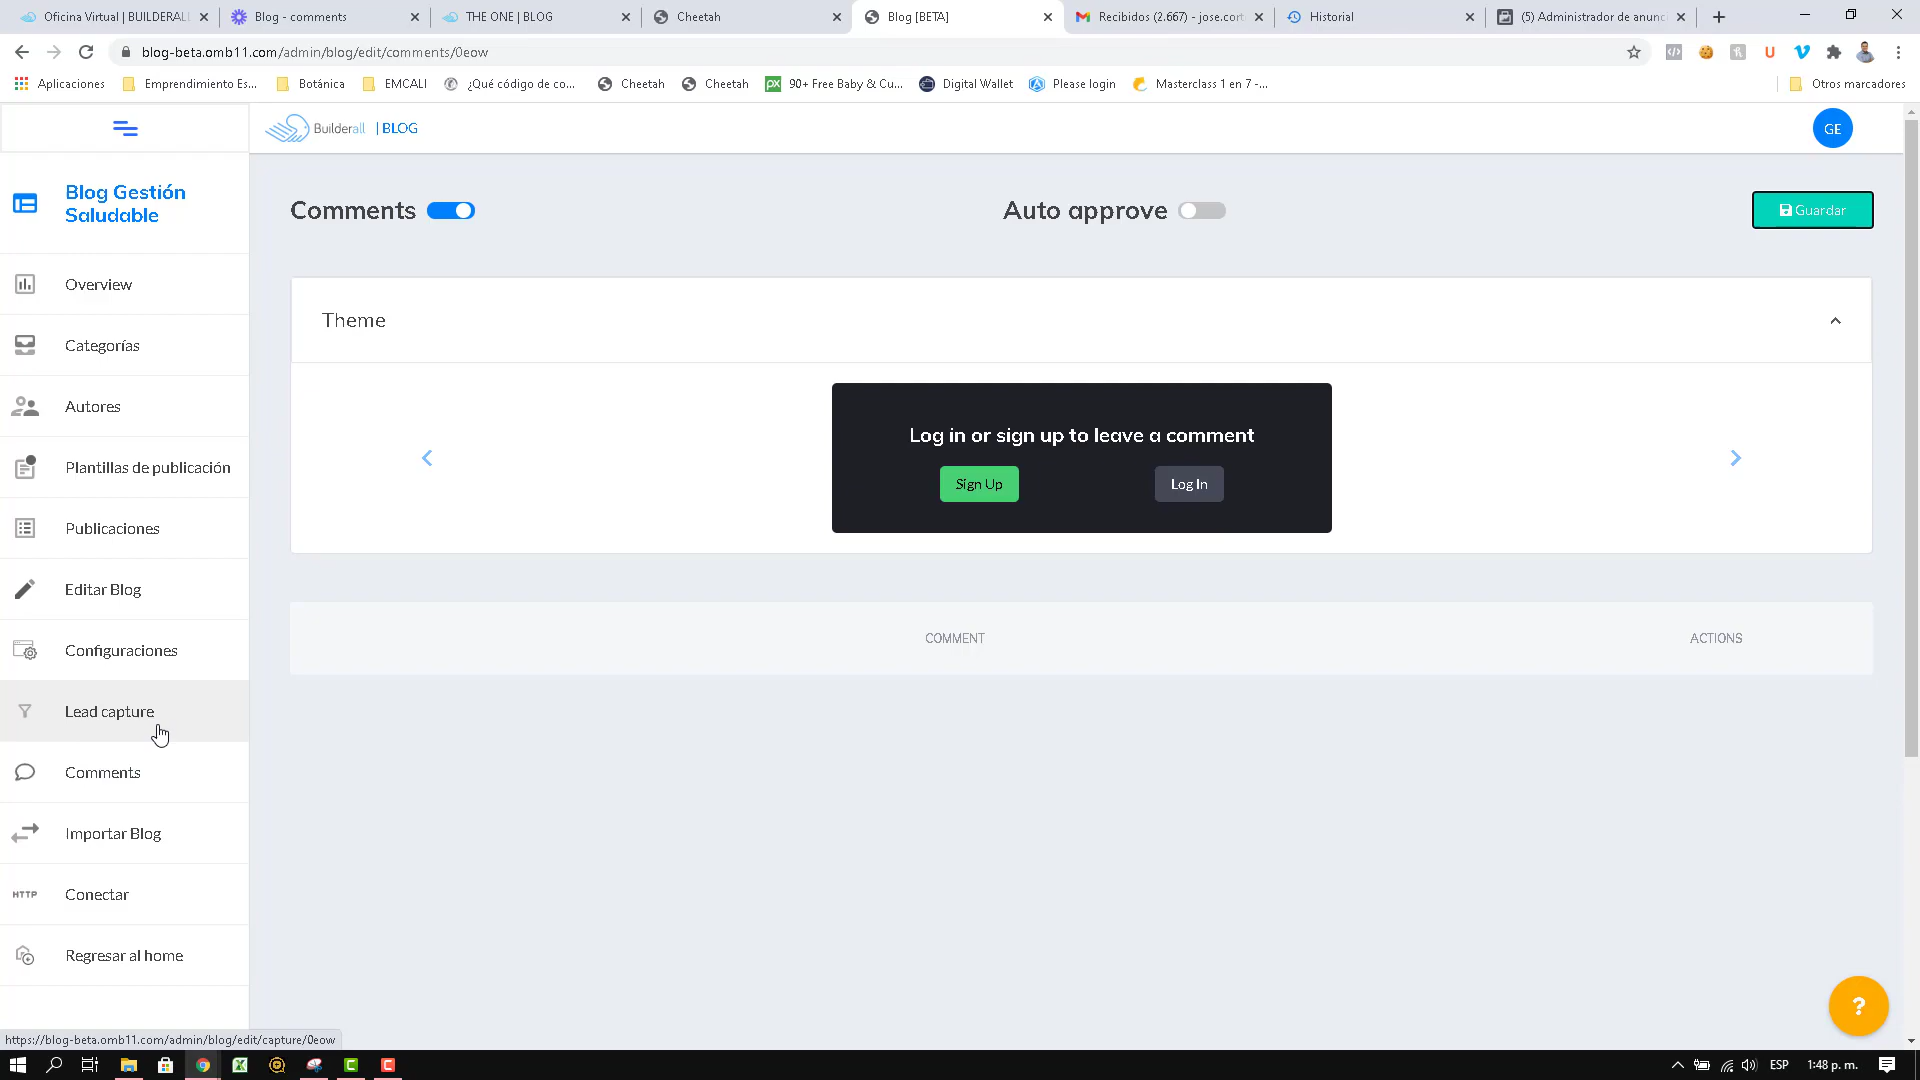 Oficina Virtual | BUILDERALL
Blog - comments
THE ONE | BLOG
Cheetah
Blog [BETA]
Recibidos (2.667) - jose.cort
Historial
(5) Administrador de anunc
blog-beta.omb11.com/admin/blog/edit/comments/0eow
Aplicaciones
Emprendimiento Es...
Botánica
EMCALI
¿Qué código de co...
Cheetah
Cheetah
90+ Free Baby & Cu...
Digital Wallet
Please login
Masterclass 1 en 7 -...
Otros marcadores
Builderall | BLOG
GE
Blog Gestión
Saludable
Comments
Auto approve
Guardar
Overview
Theme
Categorías
Autores
Log in or sign up to leave a comment
Sign Up
Log In
Plantillas de publicación
Publicaciones
Editar Blog
COMMENT
ACTIONS
Configuraciones
Lead capture
Comments
Importar Blog
HTTP
Conectar
Regresar al home
?
https://blog-beta.omb11.com/admin/blog/edit/capture/0eow
ESP
1:48 p. m.